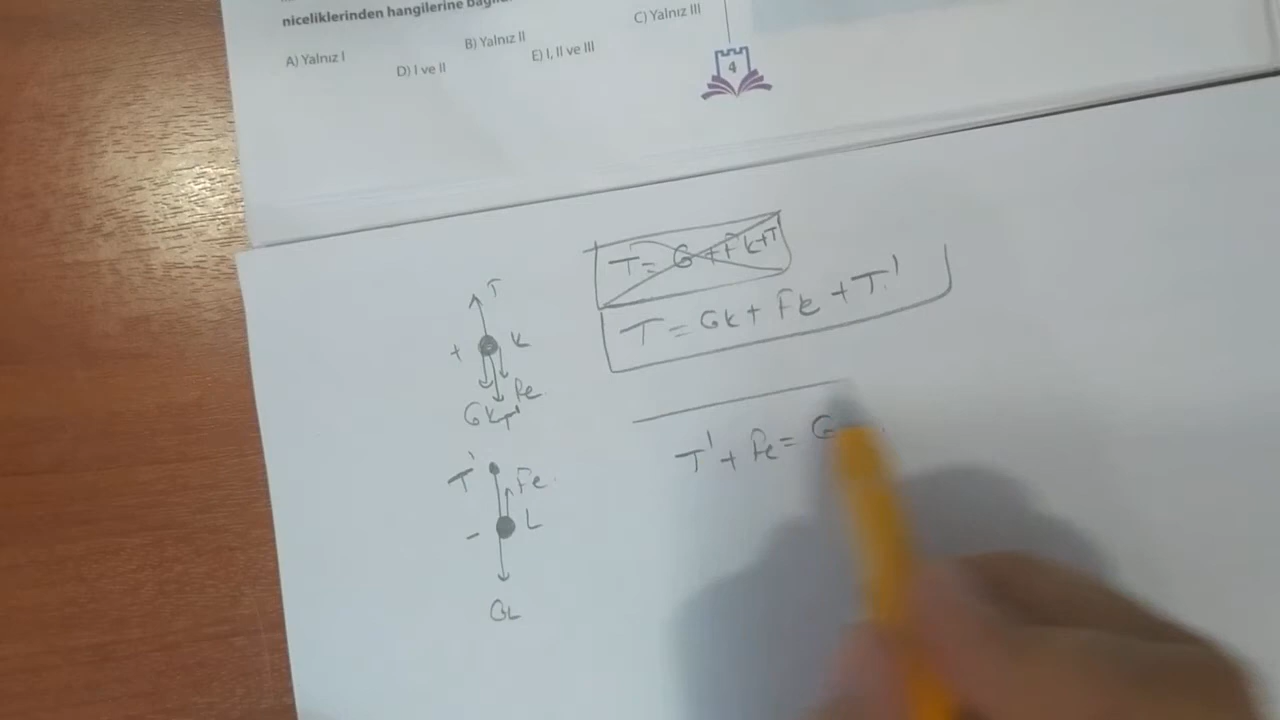 niceliklerinden hangilerine
A) Yalnız I
B) Yalnız II
C) Yalnız III
D) I ve II
E) I, II ve III
4
T = G + Fk+T
T = Gk + Fe + T'
T
+
K
Fe
Gk T'
T' + Fe = G
T'
Fe
-
L
GL